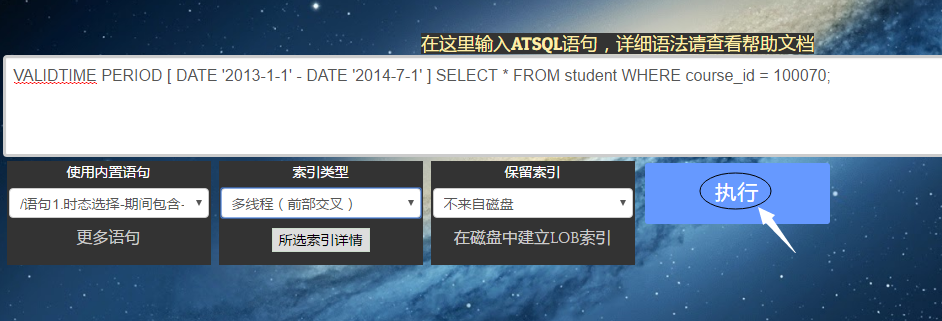 在这里输入ATSQL语句，详细语法请查看帮助文档
VALIDTIME PERIOD [ DATE '2013-1-1' - DATE '2014-7-1' ] SELECT * FROM student WHERE course_id = 100070;
使用内置语句 索引类型 保留索引
/语句1.时态选择-期间包含- 多线程（前部交叉） 不来自磁盘 执行
更多语句 所选索引详情 在磁盘中建立LOB索引